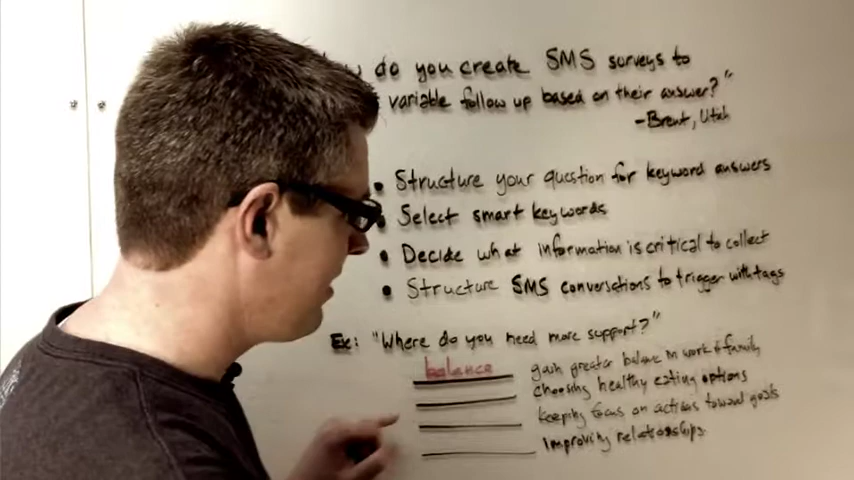 do you create SMS surveys to
variable follow up based on their answer?"
-Brent, Utah
• Structure your question for keyword answers
• Select smart keywords
• Decide what information is critical to collect
• Structure SMS conversations to trigger with tags
Ex: "Where do you need more support?"
balance gain greater balance in work & family
choosing healthy eating options
keeping focus on actions toward goals
improving relationships.